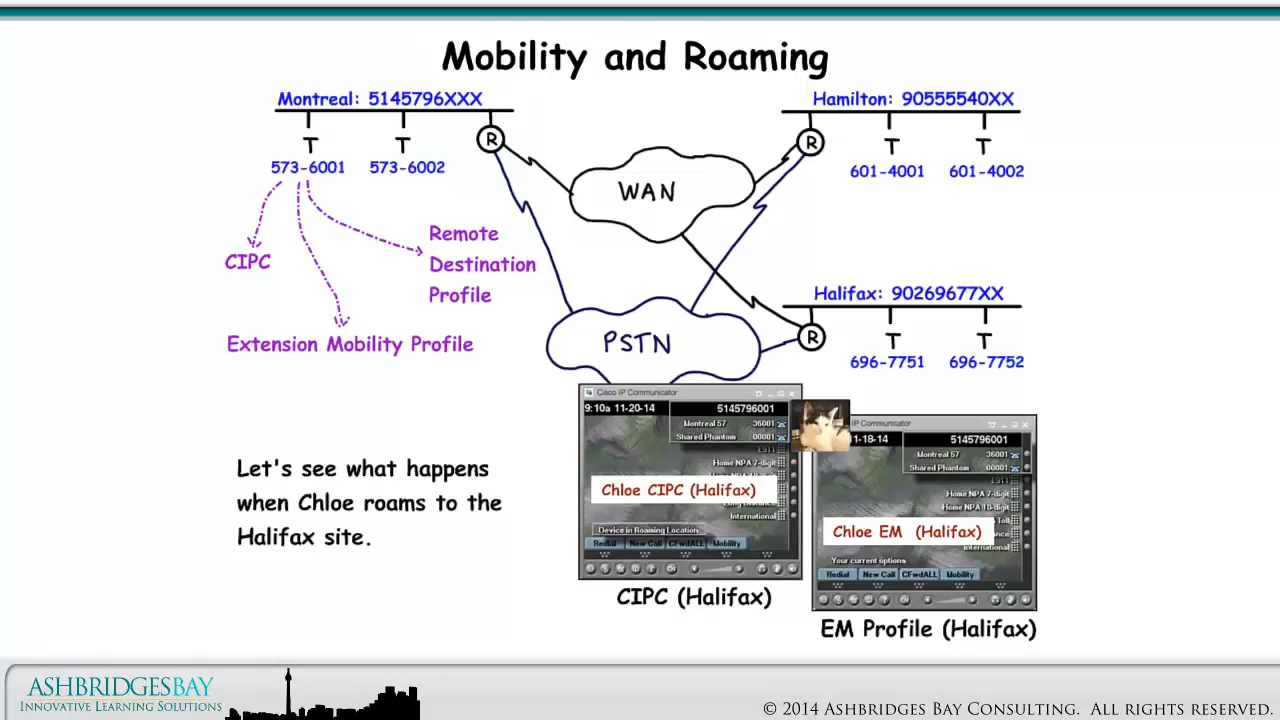 Mobility and Roaming
Montreal: 5145796XXX
T
T
R
573-6001
573-6002
Hamilton: 90555540XX
R
T
T
601-4001
601-4002
WAN
Remote
Destination
Profile
CIPC
Extension Mobility Profile
Halifax: 90269677XX
R
T
T
696-7751
696-7752
PSTN
Let's see what happens
when Chloe roams to the
Halifax site.
Cisco IP Communicator
9:10a 11-20-14
5145796001
Montreal 57 36001
Shared Phantom 00001
Home NPA 7-digit
Chloe CIPC (Halifax)
International
Device in Roaming Location
Redial New Call CFwdALL Mobility
CIPC (Halifax)
IP Communicator
11-18-14
5145796001
Montreal 57 36001
Shared Phantom 00001
Home NPA 7-digit
Home NPA 10-digit
Toll
Chloe EM (Halifax)
International
Your current options
Redial New Call CFwdALL Mobility
EM Profile (Halifax)
ASHBRIDGESBAY
INNOVATIVE LEARNING SOLUTIONS
© 2014 ASHBRIDGES BAY CONSULTING. ALL RIGHTS RESERVED.